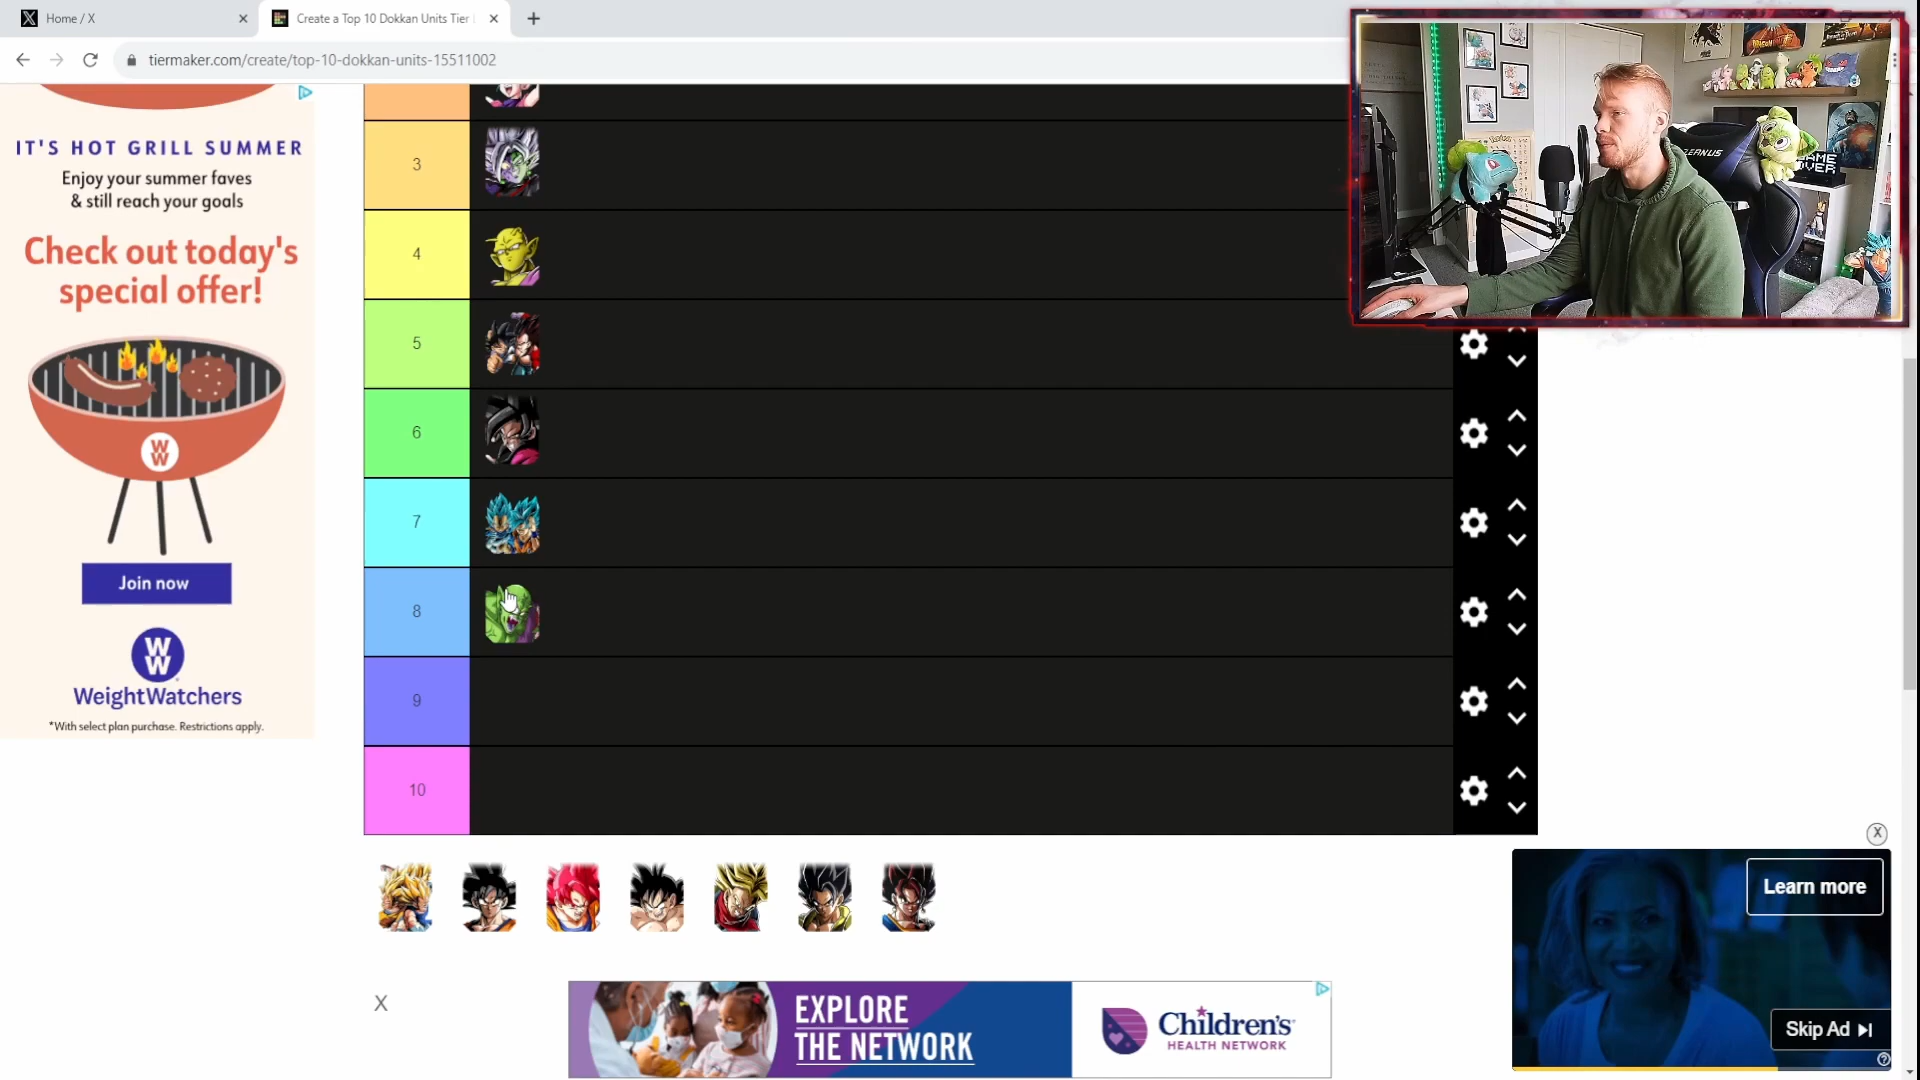 Home / X
Create a Top 10 Dokkan Units Tier
tiermaker.com/create/top-10-dokkan-units-15511002
IT'S HOT GRILL SUMMER
Enjoy your summer faves
& still reach your goals
Check out today's
special offer!
W
W
Join now
W
W
WeightWatchers
*With select plan purchase. Restrictions apply.
3
4
5
6
7
8
9
10
GAME
OVER
X
EXPLORE
THE NETWORK
Children's
HEALTH NETWORK
X
Learn more
Skip Ad